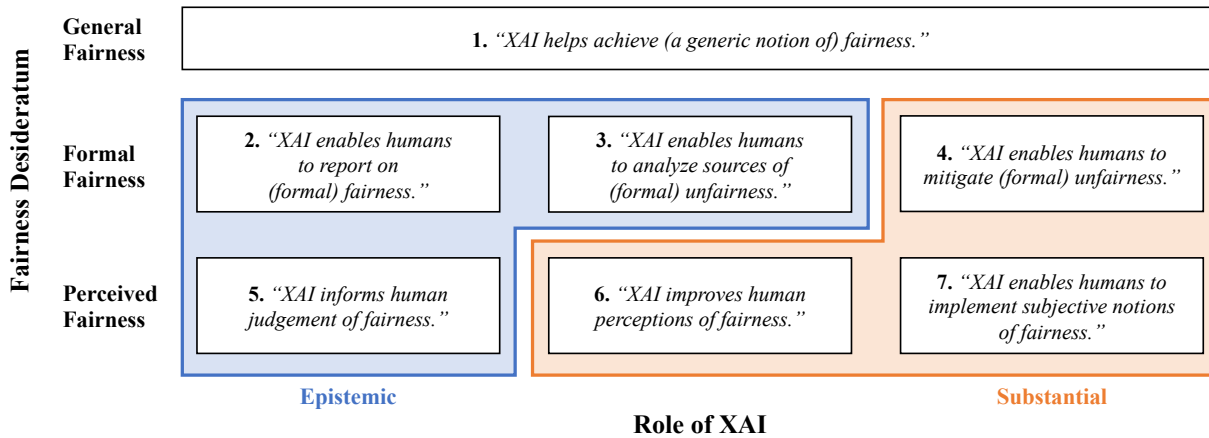 General
Fairness
1. “XAI helps achieve (a generic notion of) fairness.”
Fairness Desideratum
Formal
Fairness
2. “XAI enables humans
to report on
(formal) fairness.”
3. “XAI enables humans
to analyze sources of
(formal) unfairness.”
4. “XAI enables humans to
mitigate (formal) unfairness.”
Perceived
Fairness
5. “XAI informs human
judgement of fairness.”
6. “XAI improves human
perceptions of fairness.”
7. “XAI enables humans to
implement subjective notions
of fairness.”
Epistemic
Substantial
Role of XAI